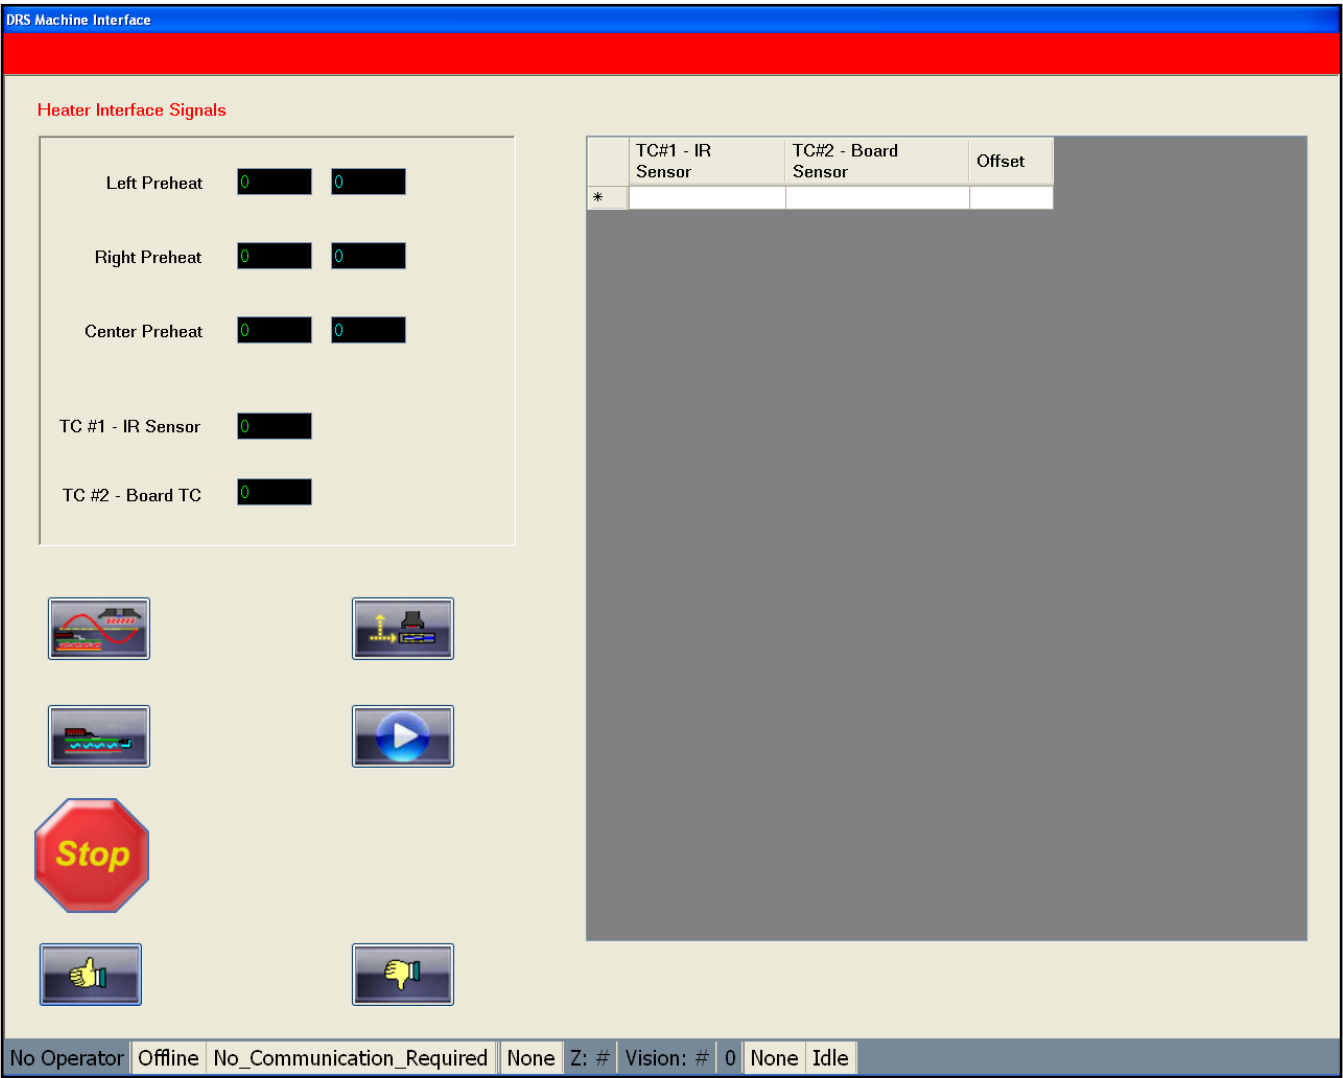 DRS Machine Interface
Heater Interface Signals
Left Preheat 0 0
Right Preheat 0 0
Center Preheat 0 0
TC #1 - IR Sensor 0
TC #2 - Board TC 0
TC#1 - IR
Sensor
TC#2 - Board
Sensor
Offset
*
Stop
No Operator Offline No_Communication_Required None Z: # Vision: # 0 None Idle